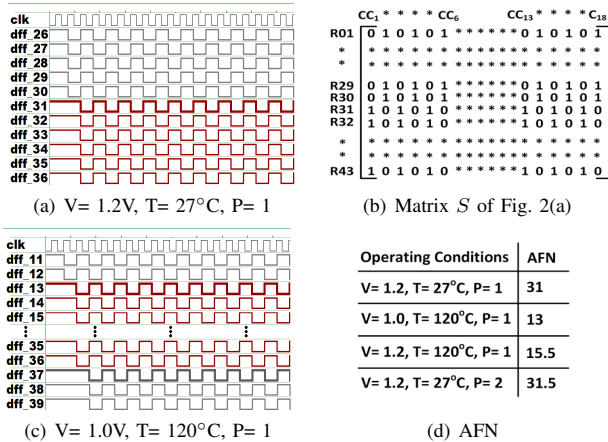 clk
dff_26
dff_27
dff_28
dff_29
dff_30
dff_31
dff_32
dff_33
dff_34
dff_35
dff_36
(a) V= 1.2V, T= 27°C, P= 1
CC1 * * * * CC6 CC13 * * * * C18
R01 0 1 0 1 0 1 * * * * * * 0 1 0 1 0 1
* * * * * * * * * * * * * * * * * * *
* * * * * * * * * * * * * * * * * * *
R29 0 1 0 1 0 1 * * * * * * 0 1 0 1 0 1
R30 0 1 0 1 0 1 * * * * * * 0 1 0 1 0 1
R31 1 0 1 0 1 0 * * * * * * 1 0 1 0 1 0
R32 1 0 1 0 1 0 * * * * * * 1 0 1 0 1 0
* * * * * * * * * * * * * * * * * * *
* * * * * * * * * * * * * * * * * * *
R43 1 0 1 0 1 0 * * * * * * 1 0 1 0 1 0
(b) Matrix S of Fig. 2(a)
clk
dff_11
dff_12
dff_13
dff_14
dff_15
dff_35
dff_36
dff_37
dff_38
dff_39
(c) V= 1.0V, T= 120°C, P= 1
Operating Conditions AFN
V= 1.2, T= 27°C, P= 1 31
V= 1.0, T= 120°C, P= 1 13
V= 1.2, T= 120°C, P= 1 15.5
V= 1.2, T= 27°C, P= 2 31.5
(d) AFN